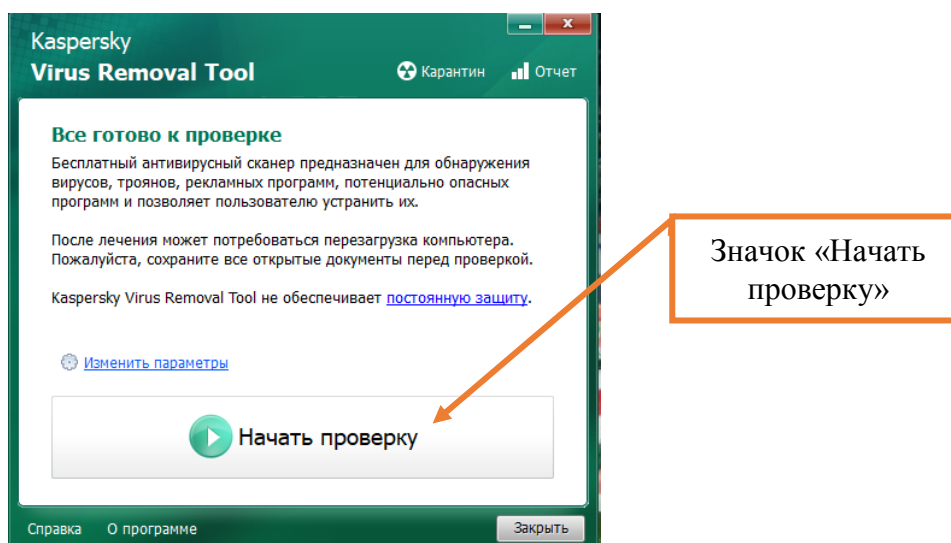 Kaspersky
Virus Removal Tool
Карантин
Отчет
Все готово к проверке
Бесплатный антивирусный сканер предназначен для обнаружения
вирусов, троянов, рекламных программ, потенциально опасных
программ и позволяет пользователю устранить их.
После лечения может потребоваться перезагрузка компьютера.
Пожалуйста, сохраните все открытые документы перед проверкой.
Kaspersky Virus Removal Tool не обеспечивает постоянную защиту.
Изменить параметры
Начать проверку
Справка
О программе
Закрыть
Значок «Начать
проверку»